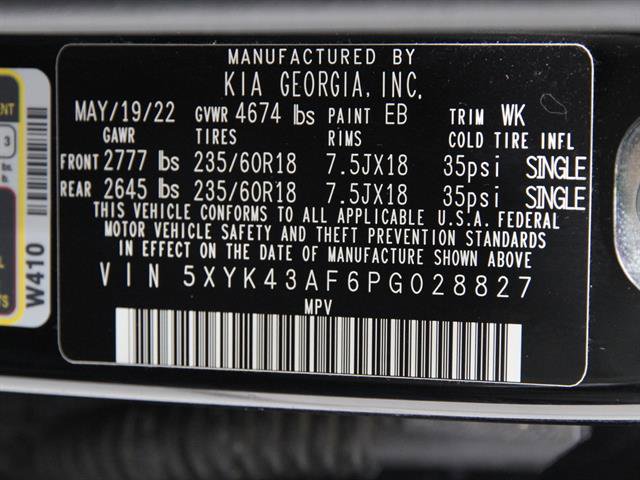 MANUFACTURED BY
KIA GEORGIA, INC.
MAY/19/22 GVWR 4674 lbs PAINT EB TRIM WK
GAWR TIRES RIMS COLD TIRE INFL
FRONT 2777 lbs 235/60R18 7.5JX18 35psi SINGLE
REAR 2645 lbs 235/60R18 7.5JX18 35psi SINGLE
THIS VEHICLE CONFORMS TO ALL APPLICABLE U.S.A. FEDERAL
MOTOR VEHICLE SAFETY AND THEFT PREVENTION STANDARDS
IN EFFECT ON THE DATE OF MANUFACTURE SHOWN ABOVE
VIN 5XYK43AF6PG028827
MPV
3
W410